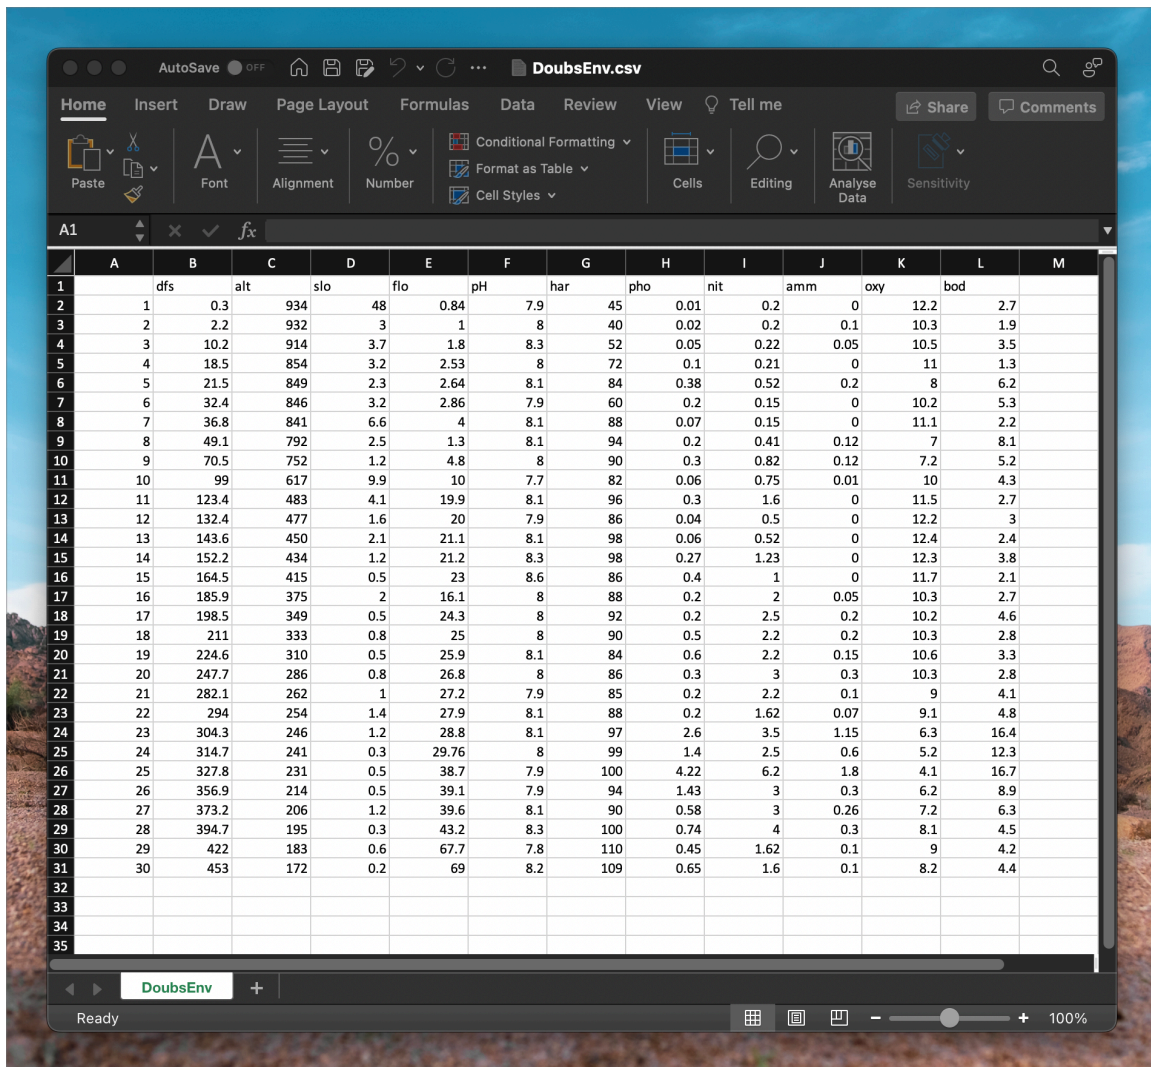 AutoSave OFF DoubsEnv.csv
Home Insert Draw Page Layout Formulas Data Review View Tell me Share Comments
Paste Font Alignment Number Conditional Formatting Format as Table Cell Styles Cells Editing Analyse Data Sensitivity
A1 fx
A B C D E F G H I J K L M
1 dfs alt slo flo pH har pho nit amm oxy bod
2 1 0.3 934 48 0.84 7.9 45 0.01 0.2 0 12.2 2.7
3 2 2.2 932 3 1 8 40 0.02 0.2 0.1 10.3 1.9
4 3 10.2 914 3.7 1.8 8.3 52 0.05 0.22 0.05 10.5 3.5
5 4 18.5 854 3.2 2.53 8 72 0.1 0.21 0 11 1.3
6 5 21.5 849 2.3 2.64 8.1 84 0.38 0.52 0.2 8 6.2
7 6 32.4 846 3.2 2.86 7.9 60 0.2 0.15 0 10.2 5.3
8 7 36.8 841 6.6 4 8.1 88 0.07 0.15 0 11.1 2.2
9 8 49.1 792 2.5 1.3 8.1 94 0.2 0.41 0.12 7 8.1
10 9 70.5 752 1.2 4.8 8 90 0.3 0.82 0.12 7.2 5.2
11 10 99 617 9.9 10 7.7 82 0.06 0.75 0.01 10 4.3
12 11 123.4 483 4.1 19.9 8.1 96 0.3 1.6 0 11.5 2.7
13 12 132.4 477 1.6 20 7.9 86 0.04 0.5 0 12.2 3
14 13 143.6 450 2.1 21.1 8.1 98 0.06 0.52 0 12.4 2.4
15 14 152.2 434 1.2 21.2 8.3 98 0.27 1.23 0 12.3 3.8
16 15 164.5 415 0.5 23 8.6 86 0.4 1 0 11.7 2.1
17 16 185.9 375 2 16.1 8 88 0.2 2 0.05 10.3 2.7
18 17 198.5 349 0.5 24.3 8 92 0.2 2.5 0.2 10.2 4.6
19 18 211 333 0.8 25 8 90 0.5 2.2 0.2 10.3 2.8
20 19 224.6 310 0.5 25.9 8.1 84 0.6 2.2 0.15 10.6 3.3
21 20 247.7 286 0.8 26.8 8 86 0.3 3 0.3 10.3 2.8
22 21 282.1 262 1 27.2 7.9 85 0.2 2.2 0.1 9 4.1
23 22 294 254 1.4 27.9 8.1 88 0.2 1.62 0.07 9.1 4.8
24 23 304.3 246 1.2 28.8 8.1 97 2.6 3.5 1.15 6.3 16.4
25 24 314.7 241 0.3 29.76 8 99 1.4 2.5 0.6 5.2 12.3
26 25 327.8 231 0.5 38.7 7.9 100 4.22 6.2 1.8 4.1 16.7
27 26 356.9 214 0.5 39.1 7.9 94 1.43 3 0.3 6.2 8.9
28 27 373.2 206 1.2 39.6 8.1 90 0.58 3 0.26 7.2 6.3
29 28 394.7 195 0.3 43.2 8.3 100 0.74 4 0.3 8.1 4.5
30 29 422 183 0.6 67.7 7.8 110 0.45 1.62 0.1 9 4.2
31 30 453 172 0.2 69 8.2 109 0.65 1.6 0.1 8.2 4.4
32
33
34
35
DoubsEnv
Ready 100%